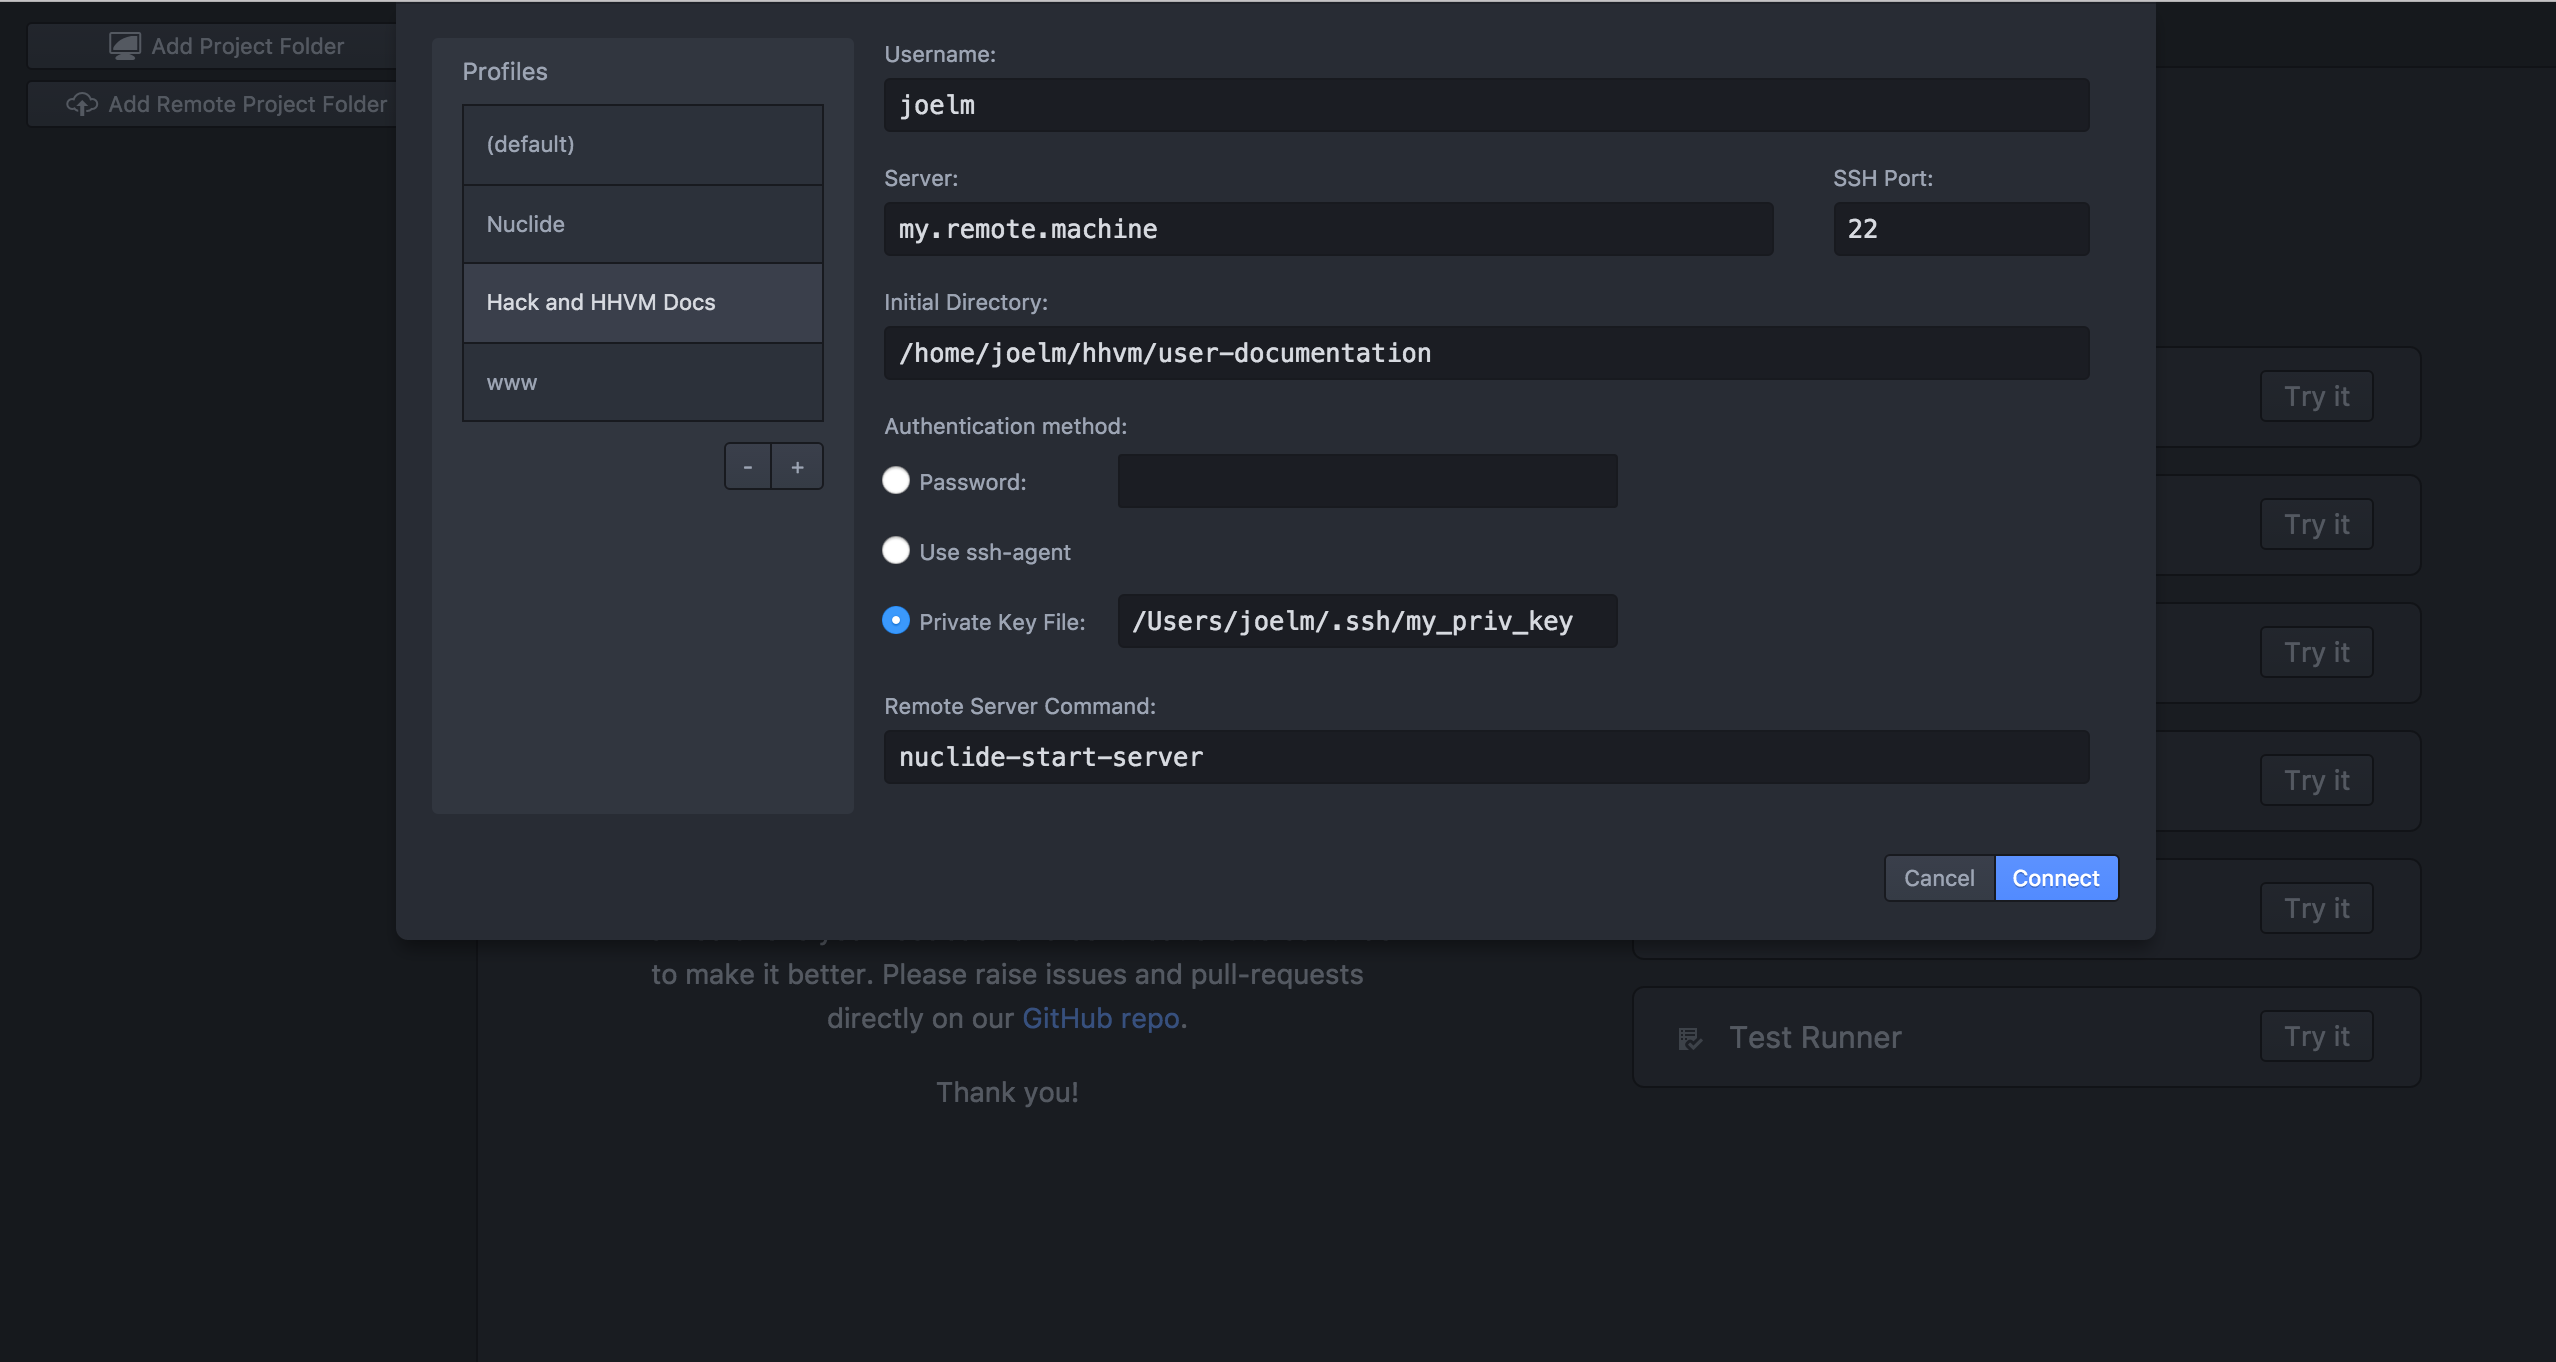 Add Project Folder
Add Remote Project Folder
Profiles
(default)
Nuclide
Hack and HHVM Docs
www
- +
Username:
joelm
Server:
SSH Port:
my.remote.machine
22
Initial Directory:
/home/joelm/hhvm/user-documentation
Authentication method:
Password:
Use ssh-agent
Private Key File: /Users/joelm/.ssh/my_priv_key
Remote Server Command:
nuclide-start-server
Cancel Connect
to make it better. Please raise issues and pull-requests
directly on our GitHub repo.
Thank you!
Try it
Try it
Try it
Try it
Try it
Test Runner Try it